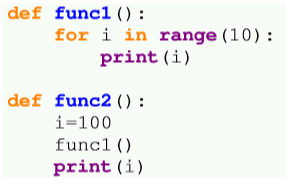 def func1():
    for i in range(10):
        print(i)

def func2():
    i=100
    func1()
    print(i)